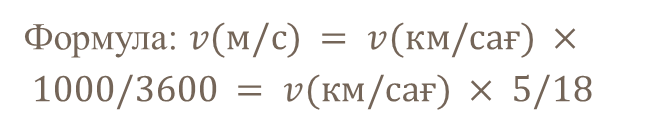 Формула: 𝑣(м/с) = 𝑣(км/сағ) ×
1000/3600 = 𝑣(км/сағ) × 5/18